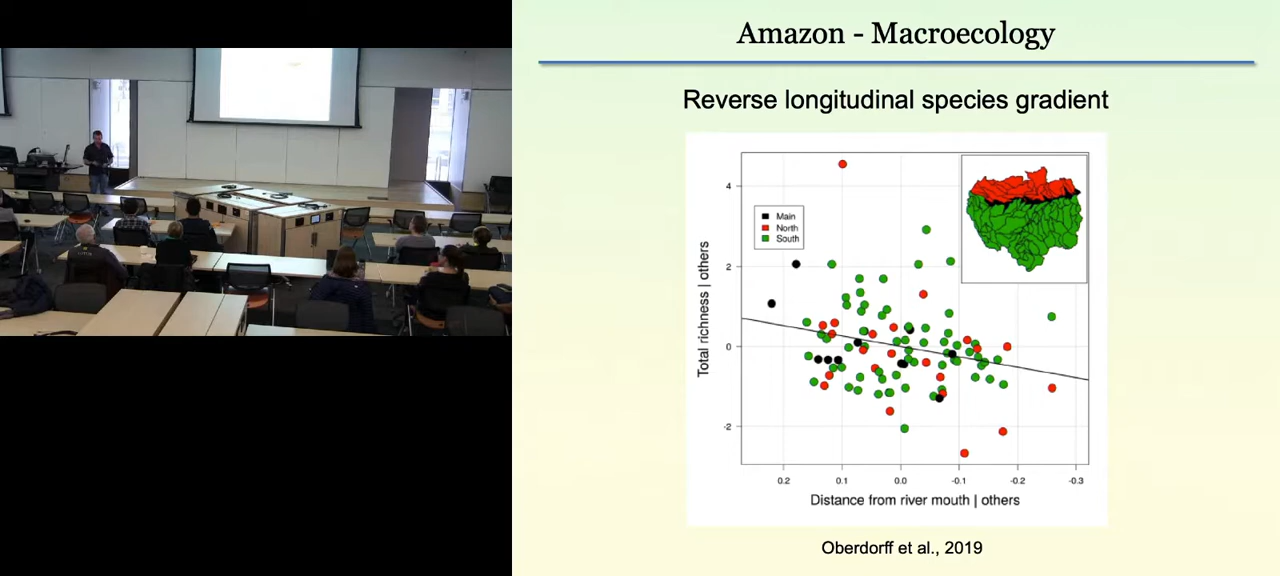 Amazon - Macroecology
Reverse longitudinal species gradient
Total richness | others
4
2
0
-2
Main
North
South
0.2 0.1 0.0 -0.1 -0.2 -0.3
Distance from river mouth | others
Oberdorff et al., 2019